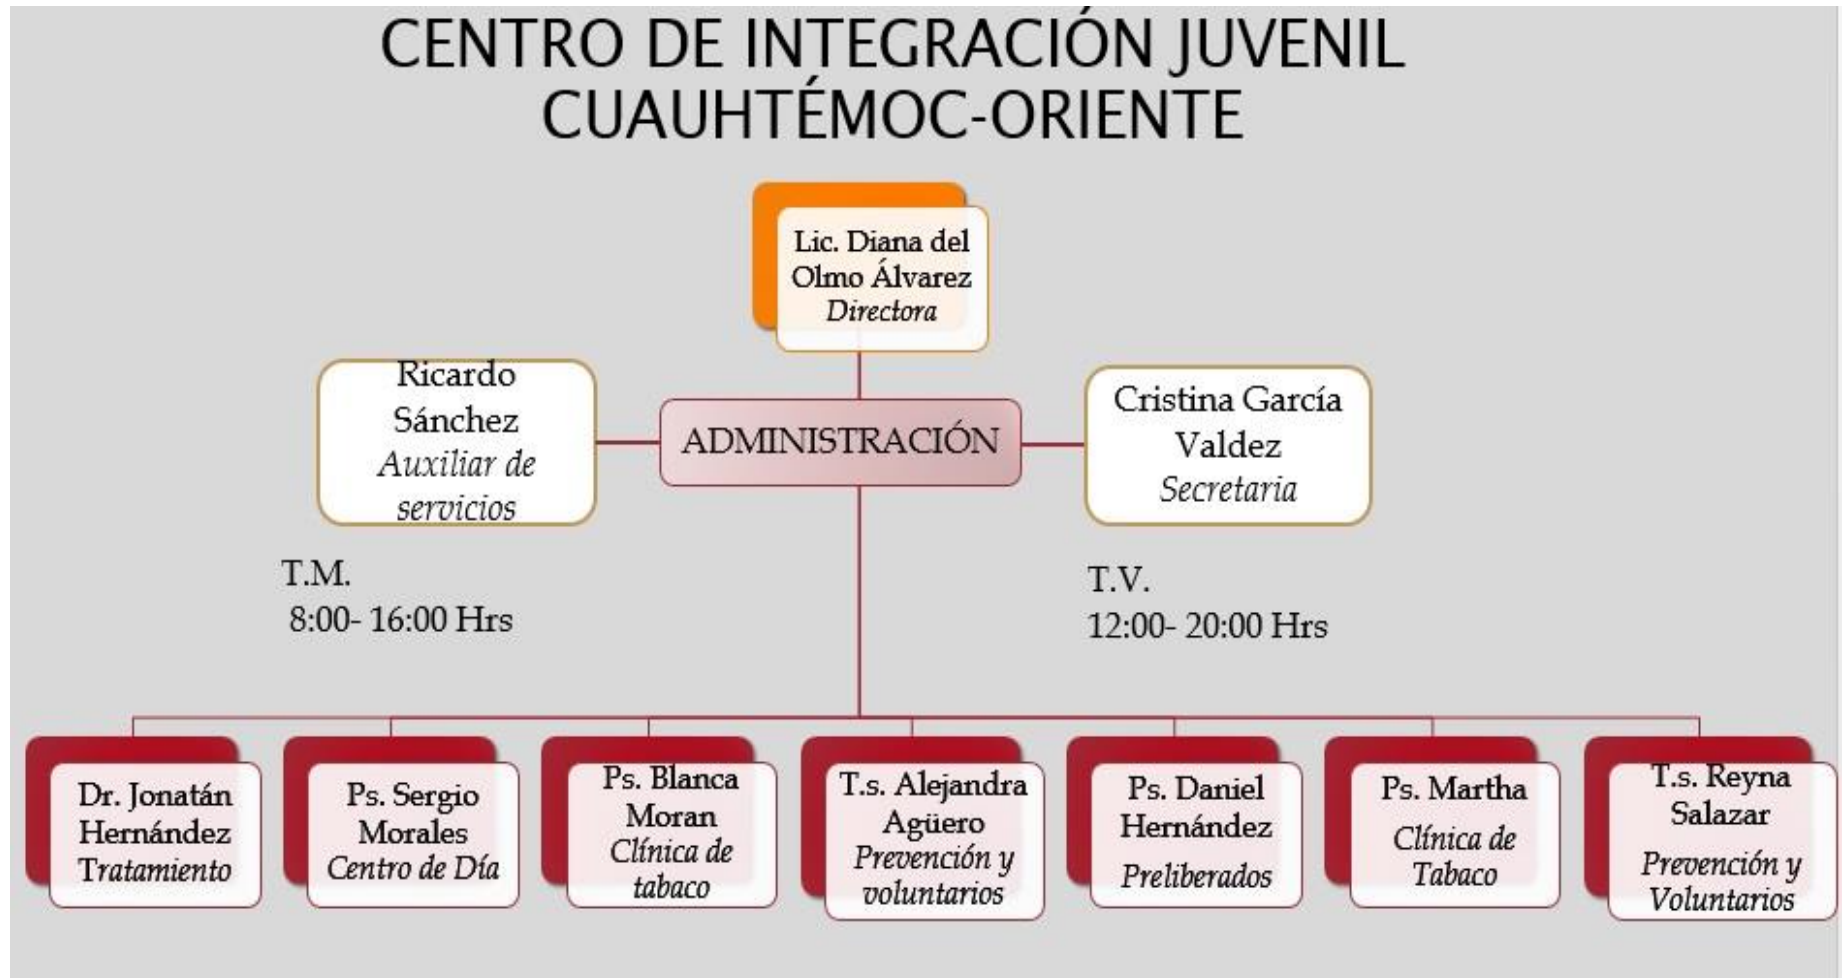 CENTRO DE INTEGRACIÓN JUVENIL
CUAUHTÉMOC-ORIENTE
Lic. Diana del
Olmo Álvarez
Directora
Ricardo
Sánchez
Auxiliar de
servicios
ADMINISTRACIÓN
Cristina García
Valdez
Secretaria
T.M.
8:00- 16:00 Hrs
T.V.
12:00- 20:00 Hrs
Dr. Jonatán
Hernández
Tratamiento
Ps. Sergio
Morales
Centro de Día
Ps. Blanca
Moran
Clínica de
tabaco
T.s. Alejandra
Agüero
Prevención y
voluntarios
Ps. Daniel
Hernández
Preliberados
Ps. Martha
Clínica de
Tabaco
T.s. Reyna
Salazar
Prevención y
Voluntarios